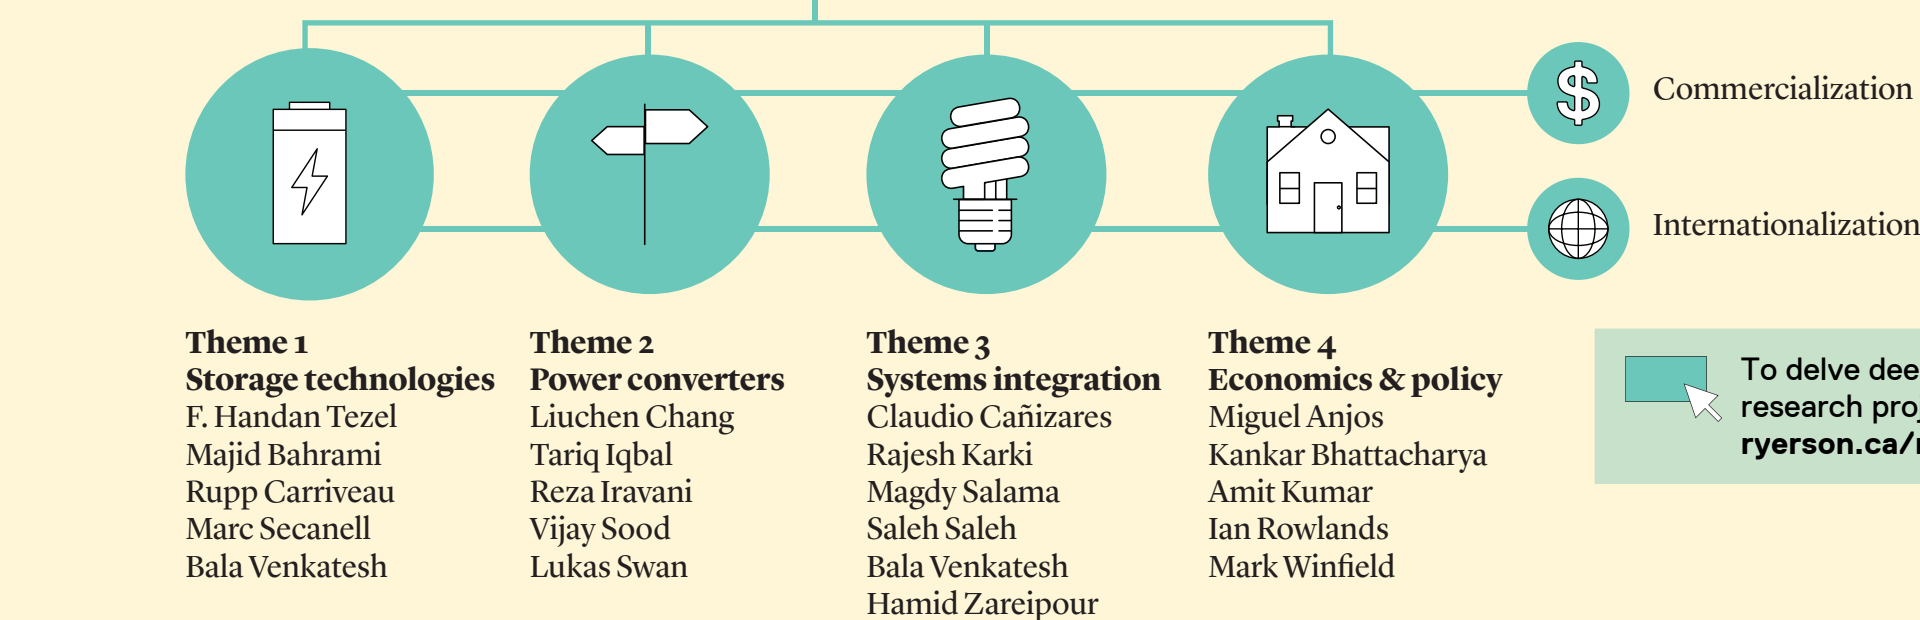 $
Commercialization
Internationalization
Theme 1
Storage technologies
F. Handan Tezel
Majid Bahrami
Rupp Carriveau
Marc Secanell
Bala Venkatesh
Theme 2
Power converters
Liuchen Chang
Tariq Iqbal
Reza Iravani
Vijay Sood
Lukas Swan
Theme 3
Systems integration
Claudio Cañizares
Rajesh Karki
Magdy Salama
Saleh Saleh
Bala Venkatesh
Hamid Zareipour
Theme 4
Economics & policy
Miguel Anjos
Kankar Bhattacharya
Amit Kumar
Ian Rowlands
Mark Winfield
To delve
research
ryerson.ca/